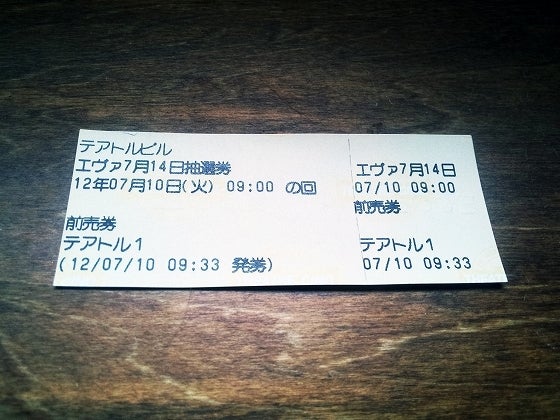 テアトルビル
エヴァ7月14日抽選券
12年07月10日(火) 09:00 の回
前売券
テアトル1
(12/07/10 09:33 発券)
エヴァ7月14日
07/10 09:00
前売券
テアトル1
07/10 09:33